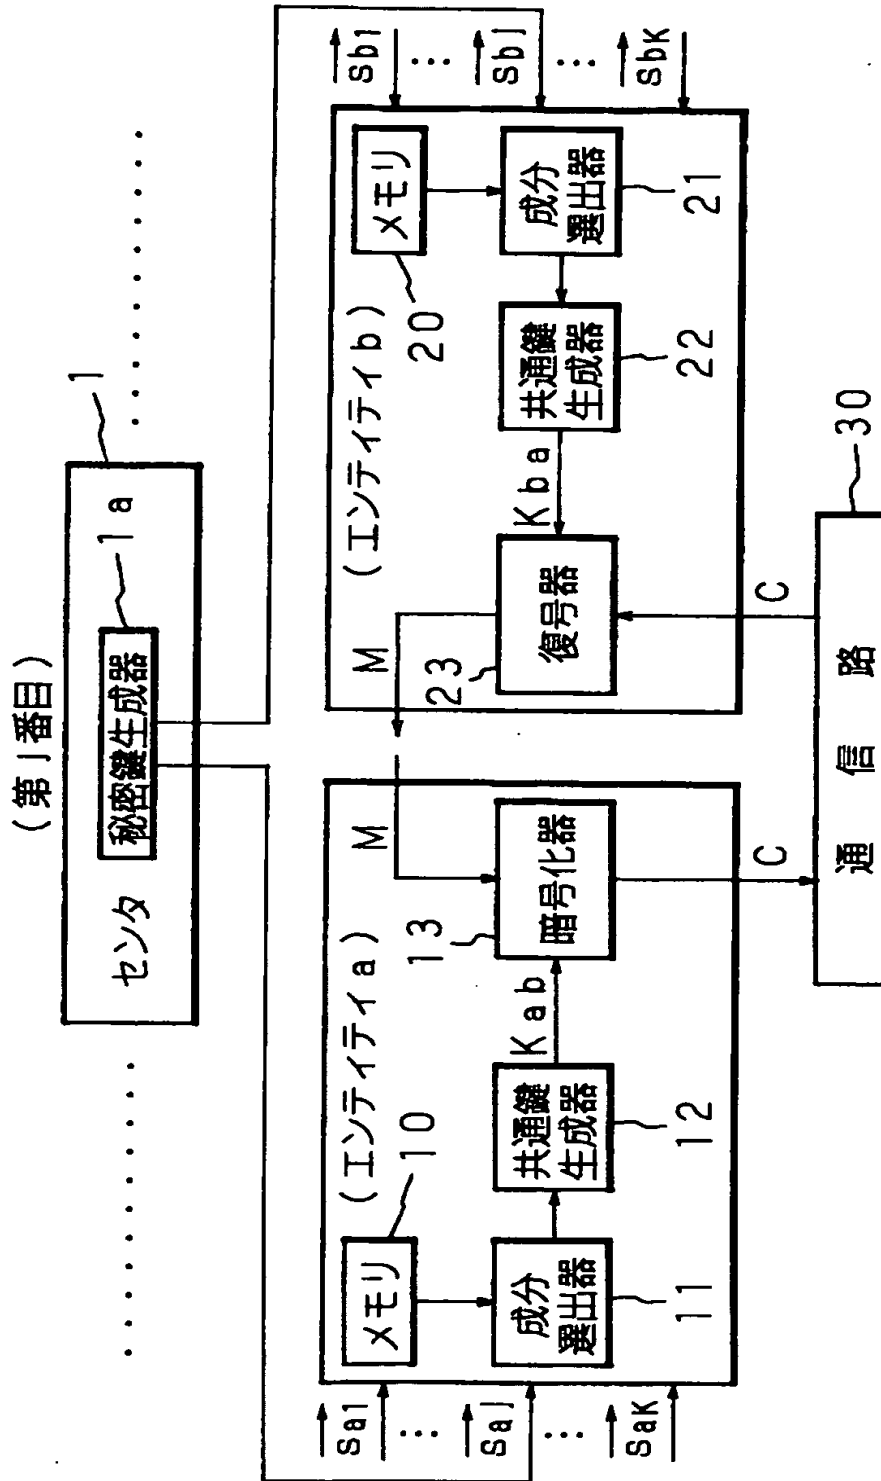 (第j番目)
1
センタ
秘密鍵生成器
1a
(エンティティa)
10
メモリ
成分
選出器
11
共通鍵
生成器
12
Kab
13
暗号化器
M
C
Sa1
Saj
SaK
(エンティティb)
20
メモリ
成分
選出器
21
共通鍵
生成器
22
Kba
23
復号器
M
C
Sb1
Sbj
SbK
通信路
30